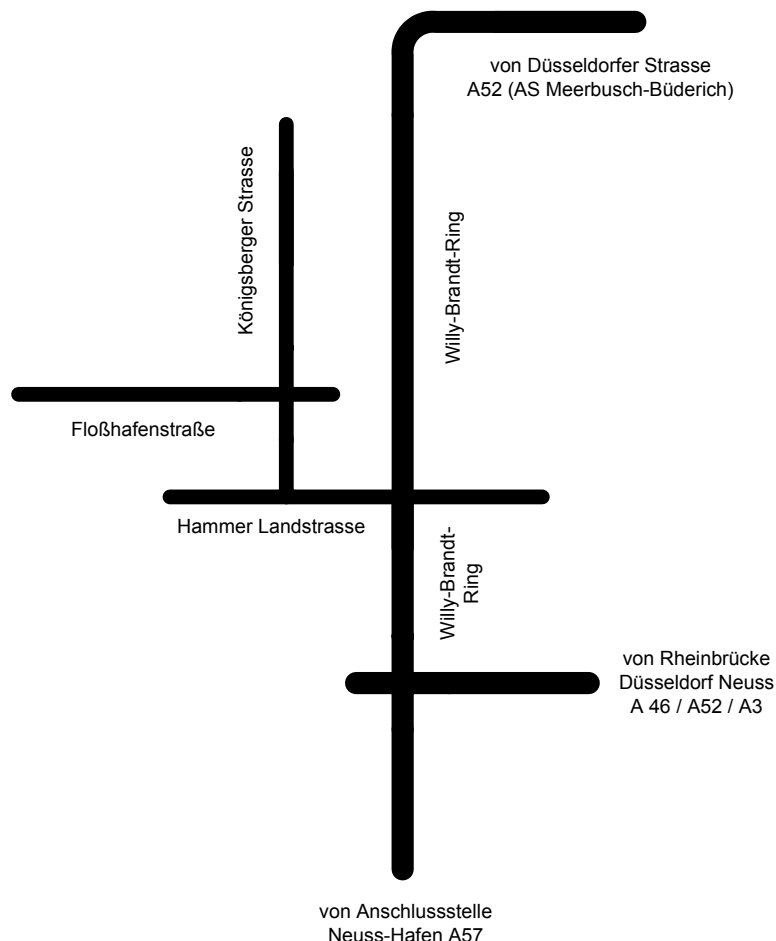 von Düsseldorfer Strasse
A52 (AS Meerbusch-Büderich)
Königsberger Strasse
Willy-Brandt-Ring
Floßhafenstraße
Hammer Landstrasse
Willy-Brandt-
Ring
von Rheinbrücke
Düsseldorf Neuss
A 46 / A52 / A3
von Anschlussstelle
Neuss-Hafen A57